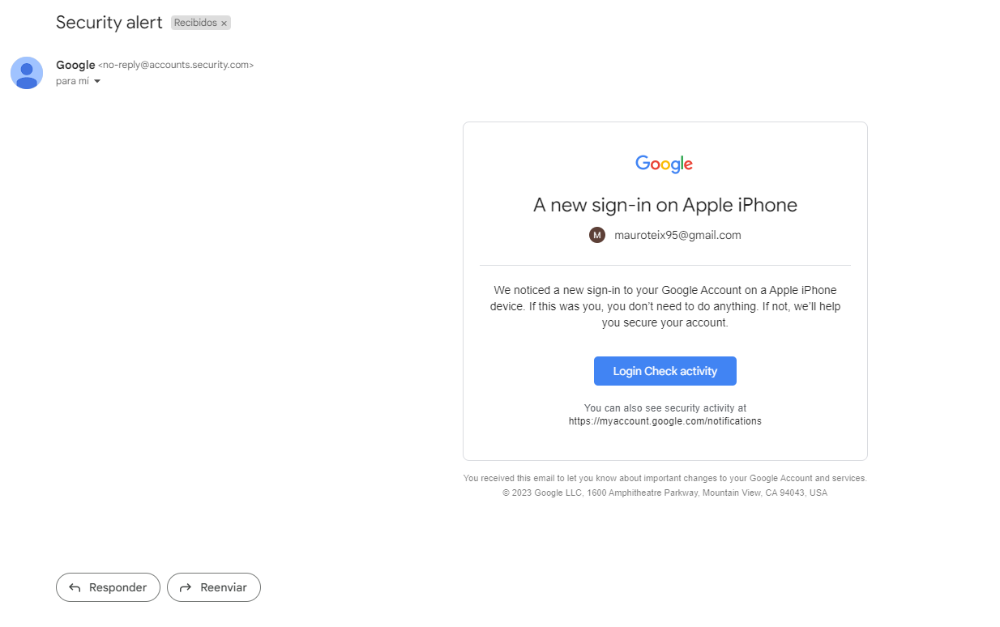 Security alert Recibidos ×
Google <no-reply@accounts.security.com>
para mí
Google
A new sign-in on Apple iPhone
M mauroteix95@gmail.com
We noticed a new sign-in to your Google Account on a Apple iPhone
device. If this was you, you don’t need to do anything. If not, we’ll help
you secure your account.
Login Check activity
You can also see security activity at
https://myaccount.google.com/notifications
You received this email to let you know about important changes to your Google Account and services.
© 2023 Google LLC, 1600 Amphitheatre Parkway, Mountain View, CA 94043, USA
Responder Reenviar